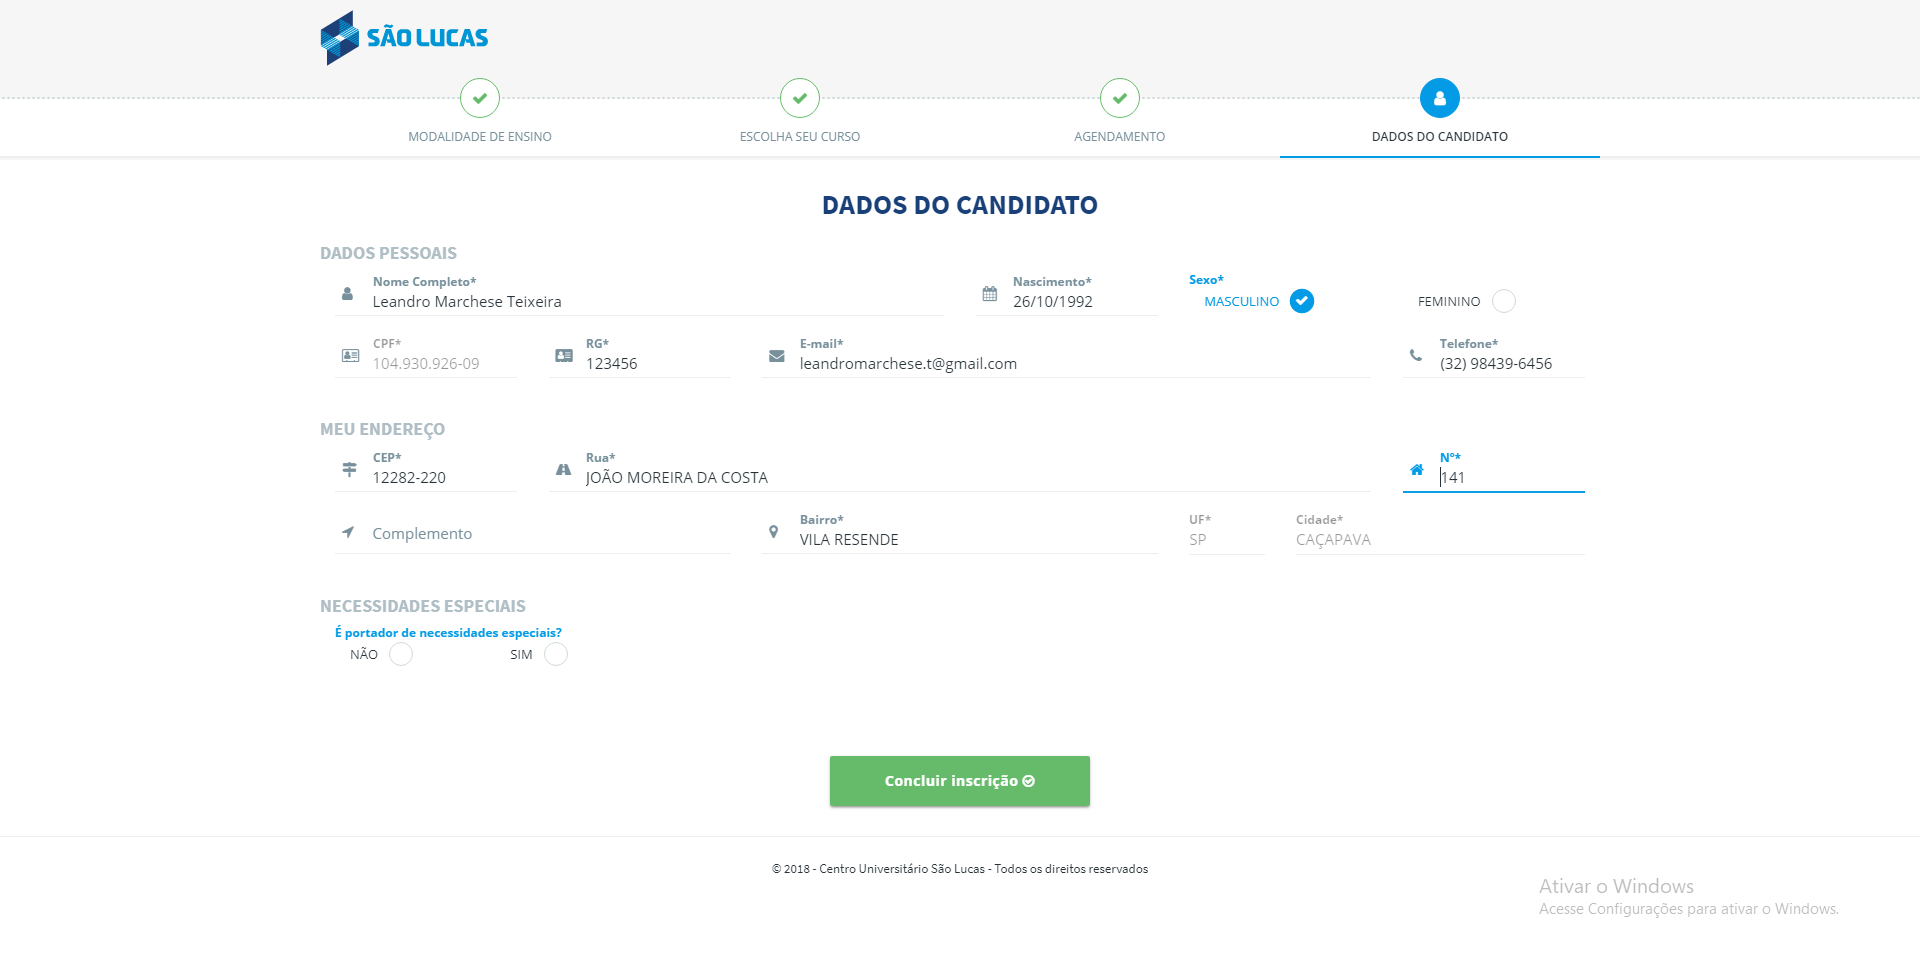 SÃO LUCAS
MODALIDADE DE ENSINO
ESCOLHA SEU CURSO
AGENDAMENTO
DADOS DO CANDIDATO
DADOS DO CANDIDATO
DADOS PESSOAIS
Nome Completo*
Leandro Marchese Teixeira
Nascimento*
26/10/1992
Sexo*
MASCULINO
FEMININO
CPF*
104.930.926-09
RG*
123456
E-mail*
leandromarchese.t@gmail.com
Telefone*
(32) 98439-6456
MEU ENDEREÇO
CEP*
12282-220
Rua*
JOÃO MOREIRA DA COSTA
Nº*
141
Complemento
Bairro*
VILA RESENDE
UF*
SP
Cidade*
CAÇAPAVA
NECESSIDADES ESPECIAIS
É portador de necessidades especiais?
NÃO
SIM
Concluir inscrição
© 2018 - Centro Universitário São Lucas - Todos os direitos reservados
Ativar o Windows
Acesse Configurações para ativar o Windows.